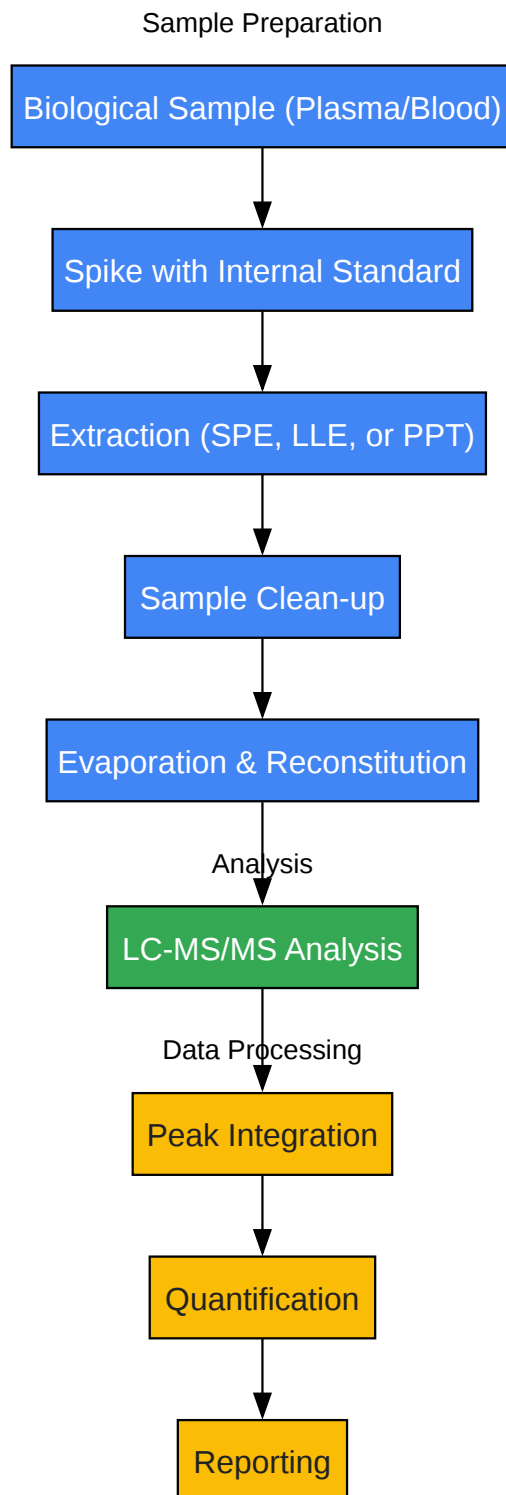 Sample Preparation
Biological Sample (Plasma/Blood)
Spike with Internal Standard
Extraction (SPE, LLE, or PPT)
Sample Clean-up
Evaporation & Reconstitution
Analysis
LC-MS/MS Analysis
Data Processing
Peak Integration
Quantification
Reporting